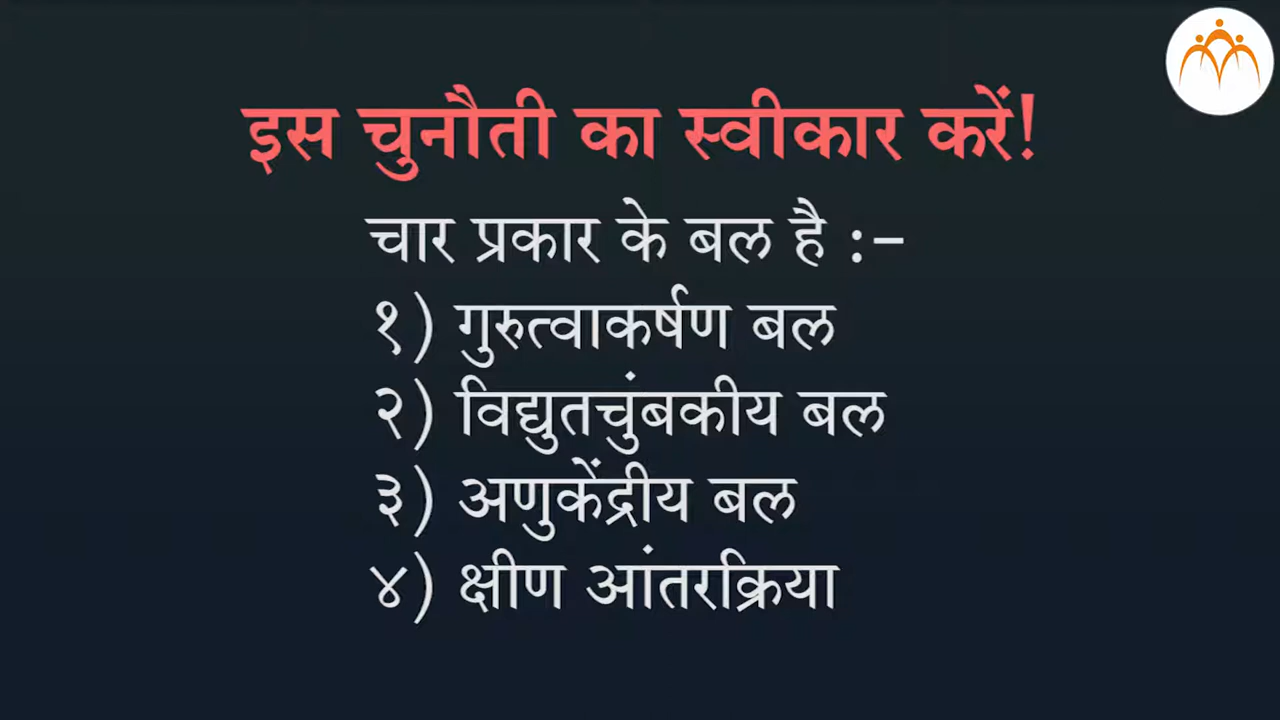 इस चुनौती का स्वीकार करें!
चार प्रकार के बल है :–
१) गुरुत्वाकर्षण बल
२) विद्युतचुंबकीय बल
३) अणुकेंद्रीय बल
४) क्षीण आंतरक्रिया